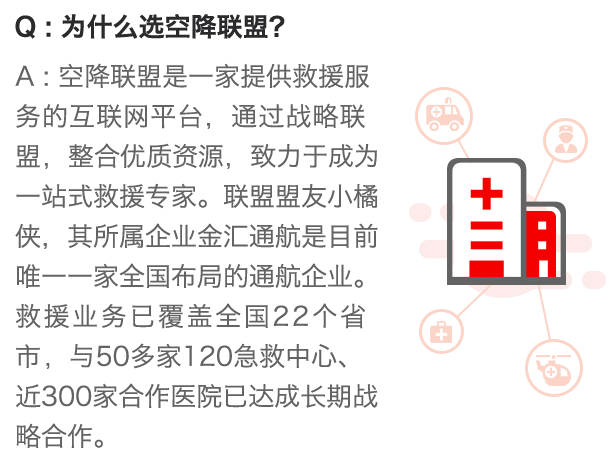 Q：为什么选空降联盟？
A：空降联盟是一家提供救援服
务的互联网平台，通过战略联
盟，整合优质资源，致力于成为
一站式救援专家。联盟盟友小橘
侠，其所属企业金汇通航是目前
唯一一家全国布局的通航企业。
救援业务已覆盖全国22个省
市，与50多家120急救中心、
近300家合作医院已达成长期战
略合作。